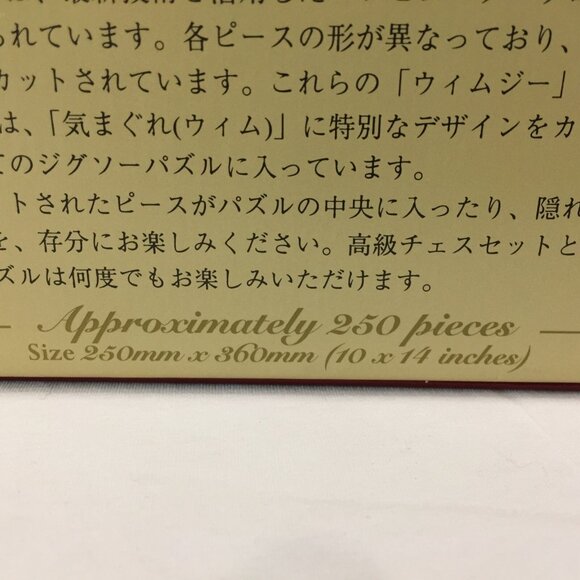 られています。各ピースの形が異なっており、
カットされています。これらの「ウィムジー」
は、「気まぐれ(ウィム)」に特別なデザインをカ
てのジグソーパズルに入っています。
ットされたピースがパズルの中央に入ったり、隠れ
を、存分にお楽しみください。高級チェスセットと
ズルは何度でもお楽しみいただけます。
Approximately 250 pieces
Size 250mm x 360mm (10 x 14 inches)